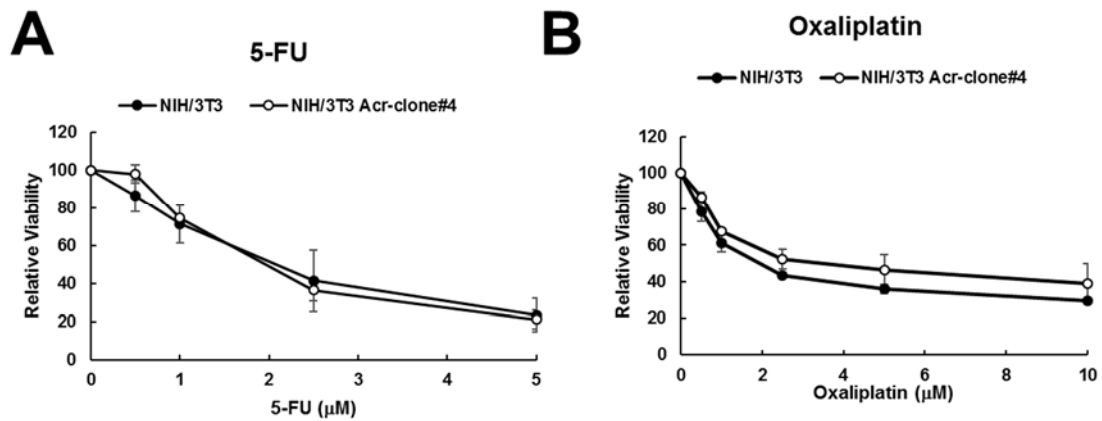 A
5-FU
NIH/3T3
NIH/3T3 Acr-clone#4
Relative Viability
120
100
80
60
40
20
0
0
1
2
3
4
5
5-FU (µM)
B
Oxaliplatin
NIH/3T3
NIH/3T3 Acr-clone#4
Relative Viability
120
100
80
60
40
20
0
0
2
4
6
8
10
Oxaliplatin (µM)